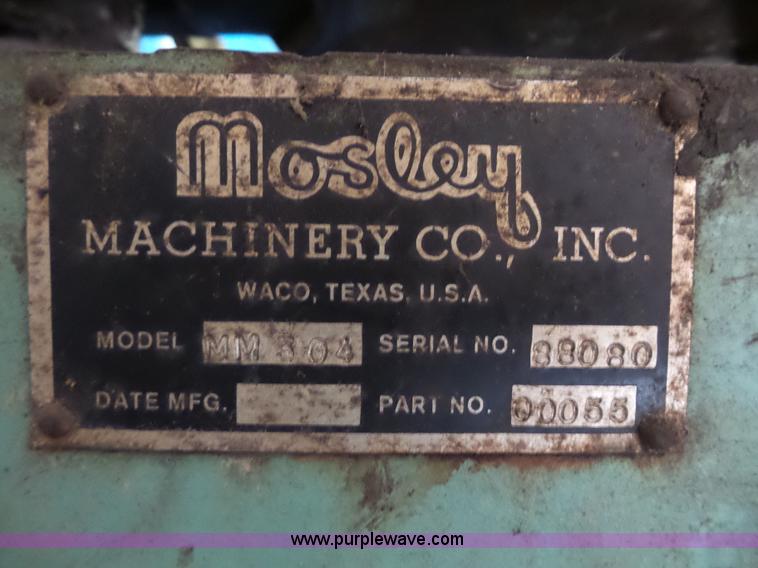 Mosley
MACHINERY CO., INC.
WACO, TEXAS, U.S.A.
MODEL MM 304 SERIAL NO. 88080
DATE MFG. PART NO. 00055
www.purplewave.com